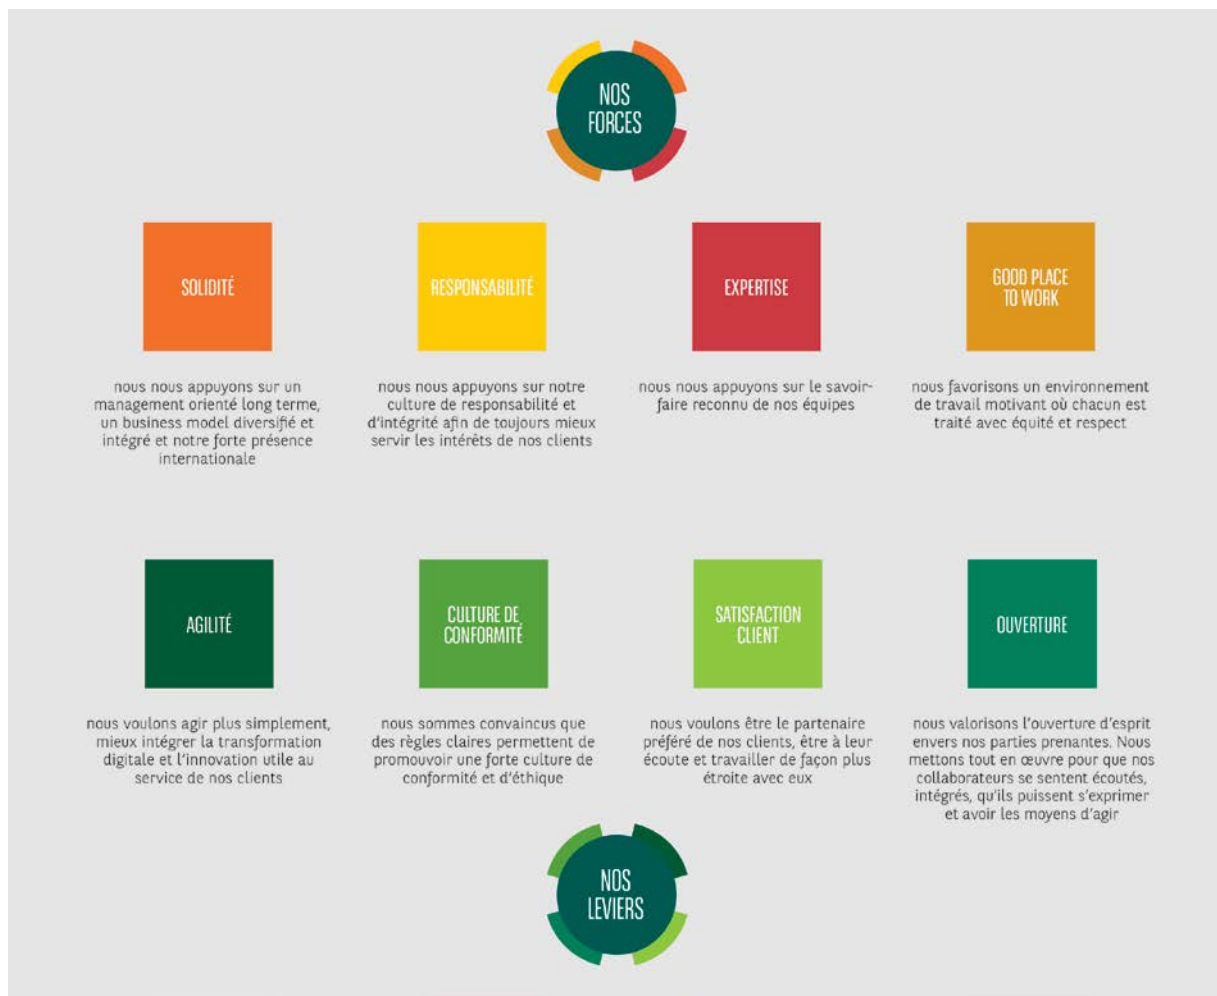 NOS
FORCES
SOLIDITÉ
nous nous appuyons sur un
management orienté long terme,
un business model diversifié et
intégré et notre forte présence
internationale
RESPONSABILITÉ
nous nous appuyons sur notre
culture de responsabilité et
d'intégrité afin de toujours mieux
servir les intérêts de nos clients
EXPERTISE
nous nous appuyons sur le savoir-
faire reconnu de nos équipes
GOOD PLACE
TO WORK
nous favorisons un environnement
de travail motivant où chacun est
traité avec équité et respect
AGILITÉ
nous voulons agir plus simplement,
mieux intégrer la transformation
digitale et l'innovation utile au
service de nos clients
CULTURE DE
CONFORMITÉ
nous sommes convaincus que
des règles claires permettent de
promouvoir une forte culture de
conformité et d'éthique
SATISFACTION
CLIENT
nous voulons être le partenaire
préféré de nos clients, être à leur
écoute et travailler de façon plus
étroite avec eux
OUVERTURE
nous valorisons l'ouverture d'esprit
envers nos parties prenantes. Nous
mettons tout en œuvre pour que nos
collaborateurs se sentent écoutés,
intégrés, qu'ils puissent s'exprimer
et avoir les moyens d'agir
NOS
LEVIERS